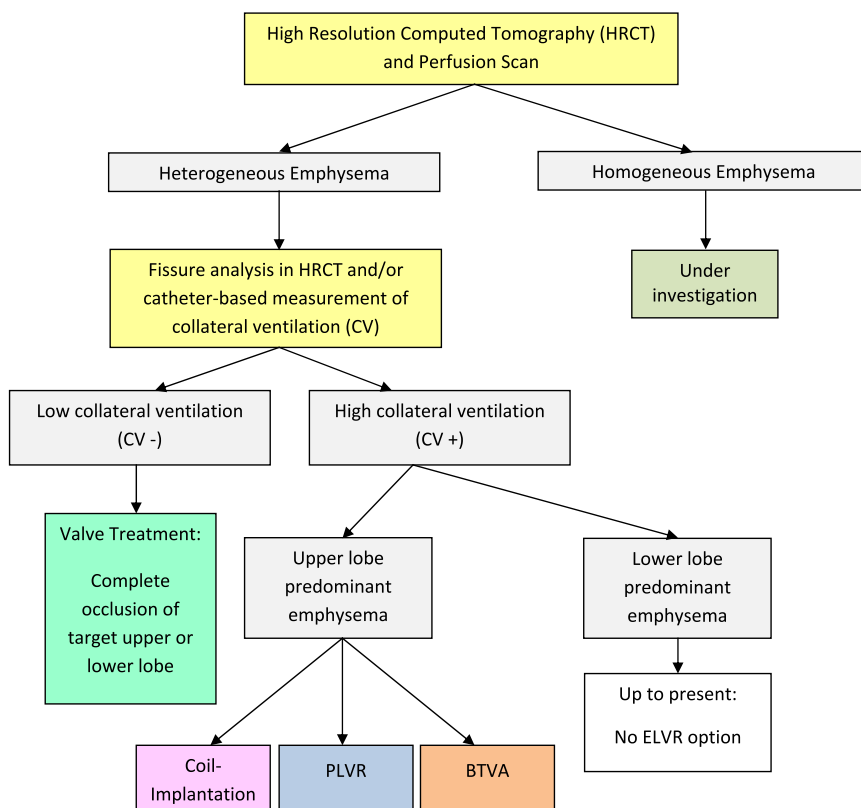 High Resolution Computed Tomography (HRCT)
and Perfusion Scan
Heterogeneous Emphysema
Homogeneous Emphysema
Fissure analysis in HRCT and/or
catheter-based measurement of
collateral ventilation (CV)
Under
investigation
Low collateral ventilation
(CV -)
High collateral ventilation
(CV +)
Valve Treatment:
Complete
occlusion of
target upper or
lower lobe
Upper lobe
predominant
emphysema
Lower lobe
predominant
emphysema
Up to present:
No ELVR option
Coil-
Implantation
PLVR
BTVA